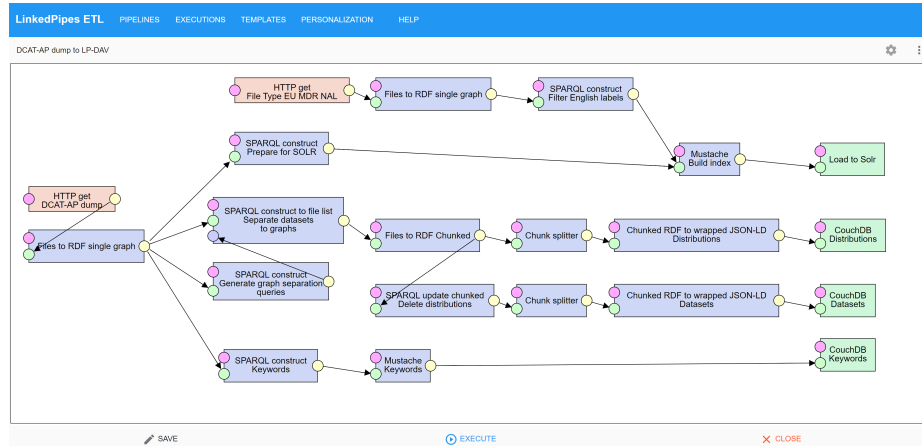 LinkedPipes ETL PIPELINES EXECUTIONS TEMPLATES PERSONALIZATION HELP
DCAT-AP dump to LP-DAV
HTTP get
File Type EU MDR NAL
Files to RDF single graph
SPARQL construct
Filter English labels
SPARQL construct
Prepare for SOLR
Mustache
Build index
Load to Solr
HTTP get
DCAT-AP dump
Files to RDF single graph
SPARQL construct to file list
Separate datasets
to graphs
Files to RDF Chunked
Chunk splitter
Chunked RDF to wrapped JSON-LD
Distributions
CouchDB
Distributions
SPARQL construct
Generate graph separation
queries
SPARQL update chunked
Delete distributions
Chunk splitter
Chunked RDF to wrapped JSON-LD
Datasets
CouchDB
Datasets
SPARQL construct
Keywords
Mustache
Keywords
CouchDB
Keywords
SAVE EXECUTE CLOSE